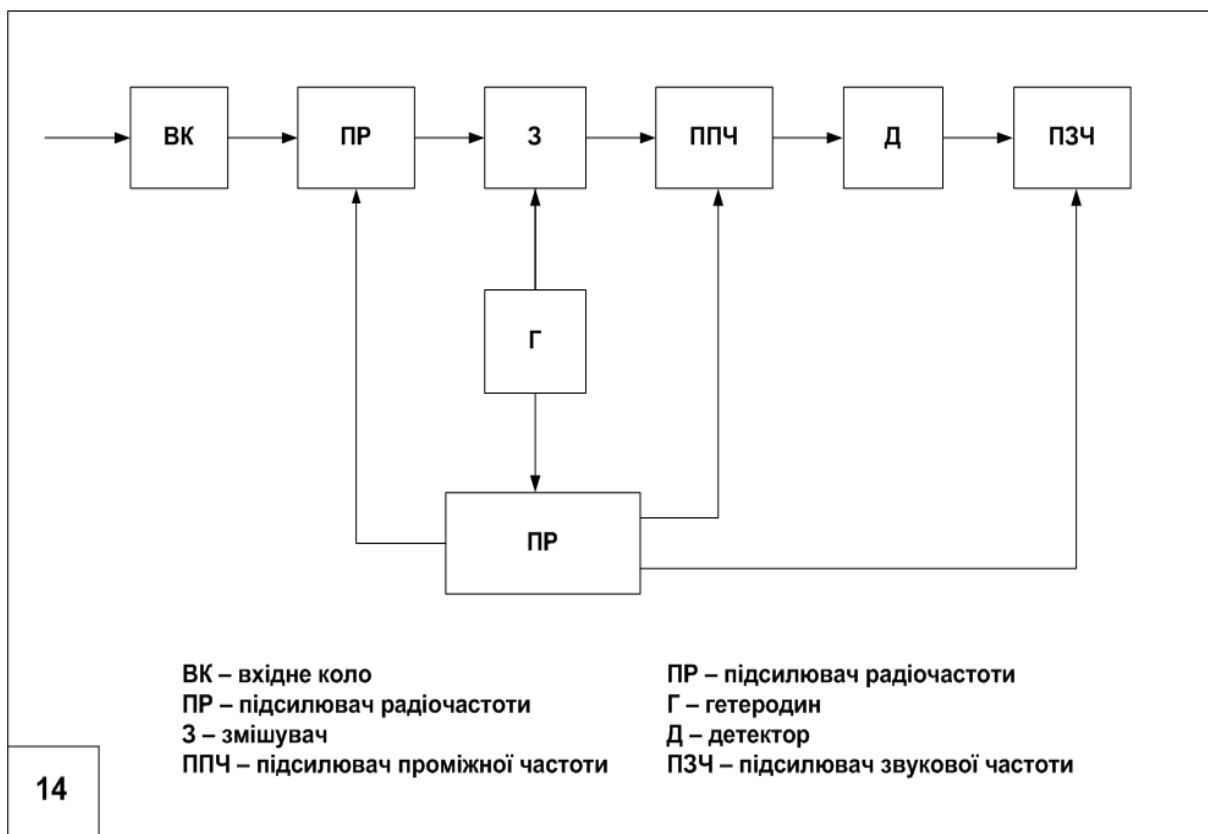 ВК
ПР
З
ППЧ
Д
ПЗЧ
Г
ПР
ВК – вхідне коло
ПР – підсилювач радіочастоти
З – змішувач
ППЧ – підсилювач проміжної частоти
ПР – підсилювач радіочастоти
Г – гетеродин
Д – детектор
ПЗЧ – підсилювач звукової частоти
14